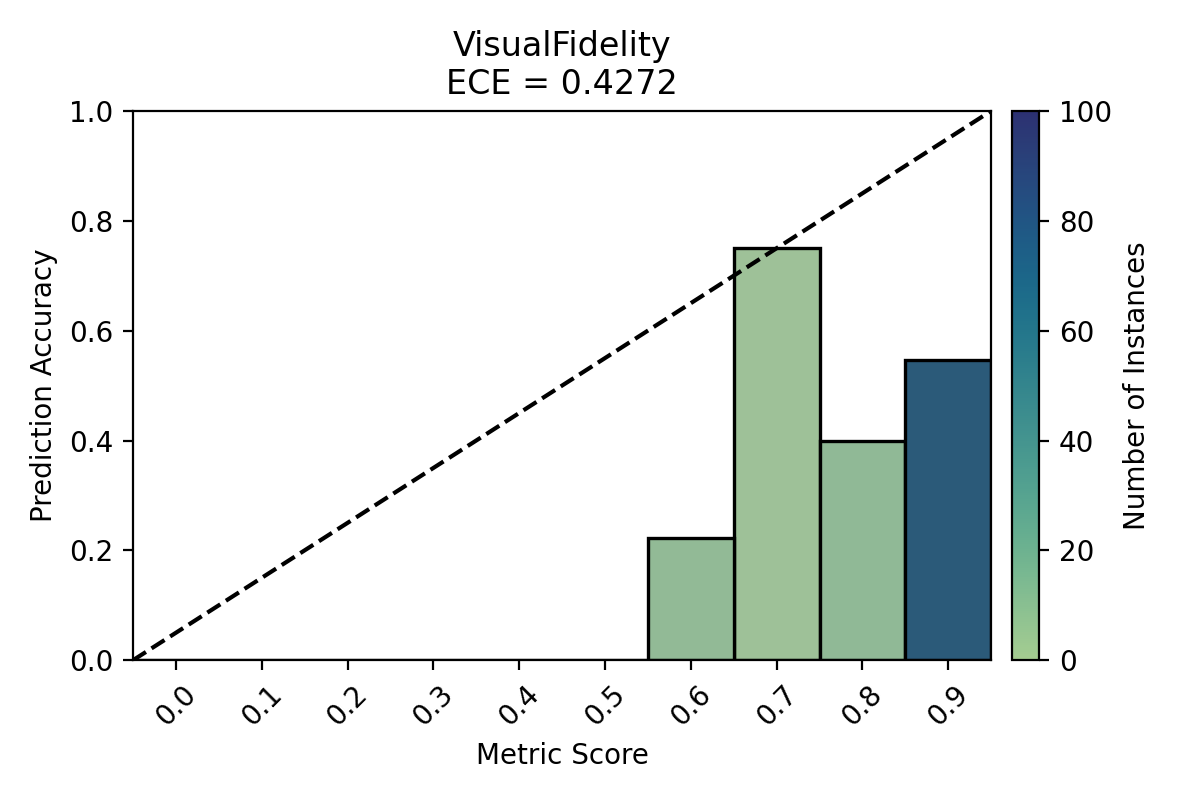 VisualFidelity
ECE = 0.4272
Prediction Accuracy
1.0
0.8
0.6
0.4
0.2
0.0
0.0 0.1 0.2 0.3 0.4 0.5 0.6 0.7 0.8 0.9
Metric Score
100
80
60
40
20
0
Number of Instances